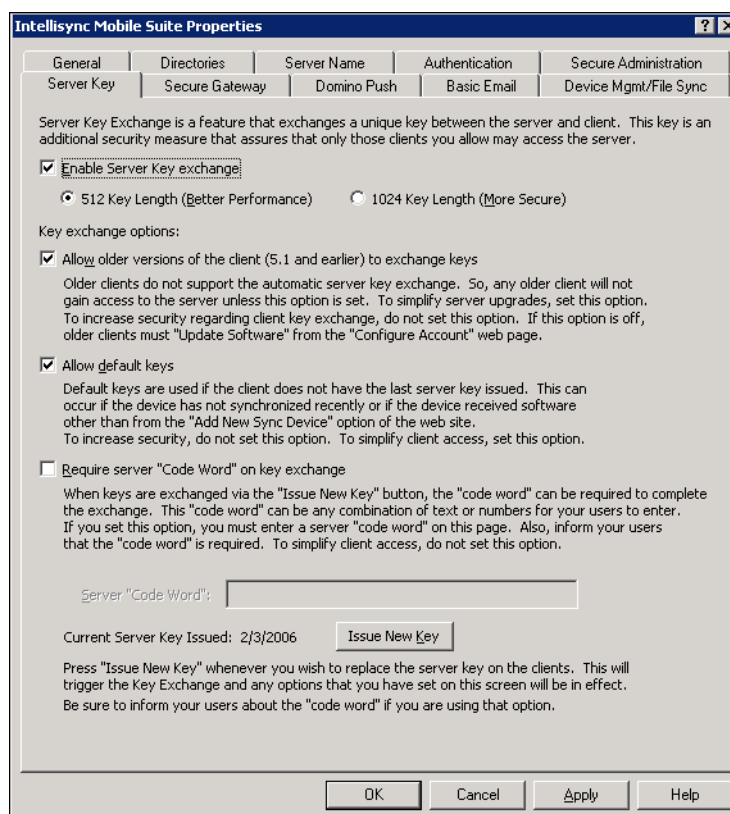 Intellisync Mobile Suite Properties
General Directories Server Name Authentication Secure Administration
Server Key Secure Gateway Domino Push Basic Email Device Mgmt/File Sync
Server Key Exchange is a feature that exchanges a unique key between the server and client. This key is an
additional security measure that assures that only those clients you allow may access the server.
Enable Server Key exchange
512 Key Length (Better Performance) 1024 Key Length (More Secure)
Key exchange options:
Allow older versions of the client (5.1 and earlier) to exchange keys
Older clients do not support the automatic server key exchange. So, any older client will not
gain access to the server unless this option is set. To simplify server upgrades, set this option.
To increase security regarding client key exchange, do not set this option. If this option is off,
older clients must "Update Software" from the "Configure Account" web page.
Allow default keys
Default keys are used if the client does not have the last server key issued. This can
occur if the device has not synchronized recently or if the device received software
other than from the "Add New Sync Device" option of the web site.
To increase security, do not set this option. To simplify client access, set this option.
Require server "Code Word" on key exchange
When keys are exchanged via the "Issue New Key" button, the "code word" can be required to complete
the exchange. This "code word" can be any combination of text or numbers for your users to enter.
If you set this option, you must enter a server "code word" on this page. Also, inform your users
that the "code word" is required. To simplify client access, do not set this option.
Server "Code Word":
Current Server Key Issued: 2/3/2006 Issue New Key
Press "Issue New Key" whenever you wish to replace the server key on the clients. This will
trigger the Key Exchange and any options that you have set on this screen will be in effect.
Be sure to inform your users about the "code word" if you are using that option.
OK Cancel Apply Help